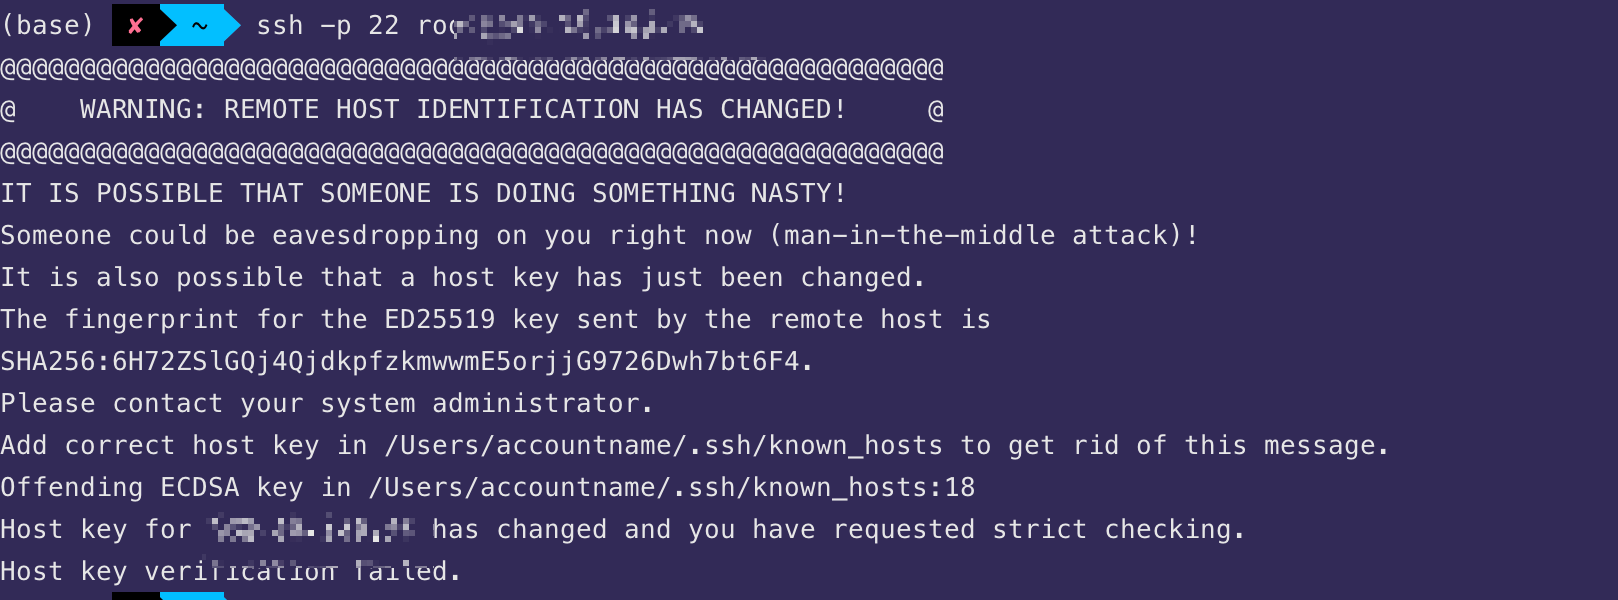 (base) ✘ ~ ssh -p 22 roo
@@@@@@@@@@@@@@@@@@@@@@@@@@@@@@@@@@@@@@@@@@@@@@@@@@@@@@@@@@@
@    WARNING: REMOTE HOST IDENTIFICATION HAS CHANGED!     @
@@@@@@@@@@@@@@@@@@@@@@@@@@@@@@@@@@@@@@@@@@@@@@@@@@@@@@@@@@@
IT IS POSSIBLE THAT SOMEONE IS DOING SOMETHING NASTY!
Someone could be eavesdropping on you right now (man-in-the-middle attack)!
It is also possible that a host key has just been changed.
The fingerprint for the ED25519 key sent by the remote host is
SHA256:6H72ZSlGQj4QjdkpfzkmwwmE5orjjG9726Dwh7bt6F4.
Please contact your system administrator.
Add correct host key in /Users/accountname/.ssh/known_hosts to get rid of this message.
Offending ECDSA key in /Users/accountname/.ssh/known_hosts:18
Host key for has changed and you have requested strict checking.
Host key verification failed.